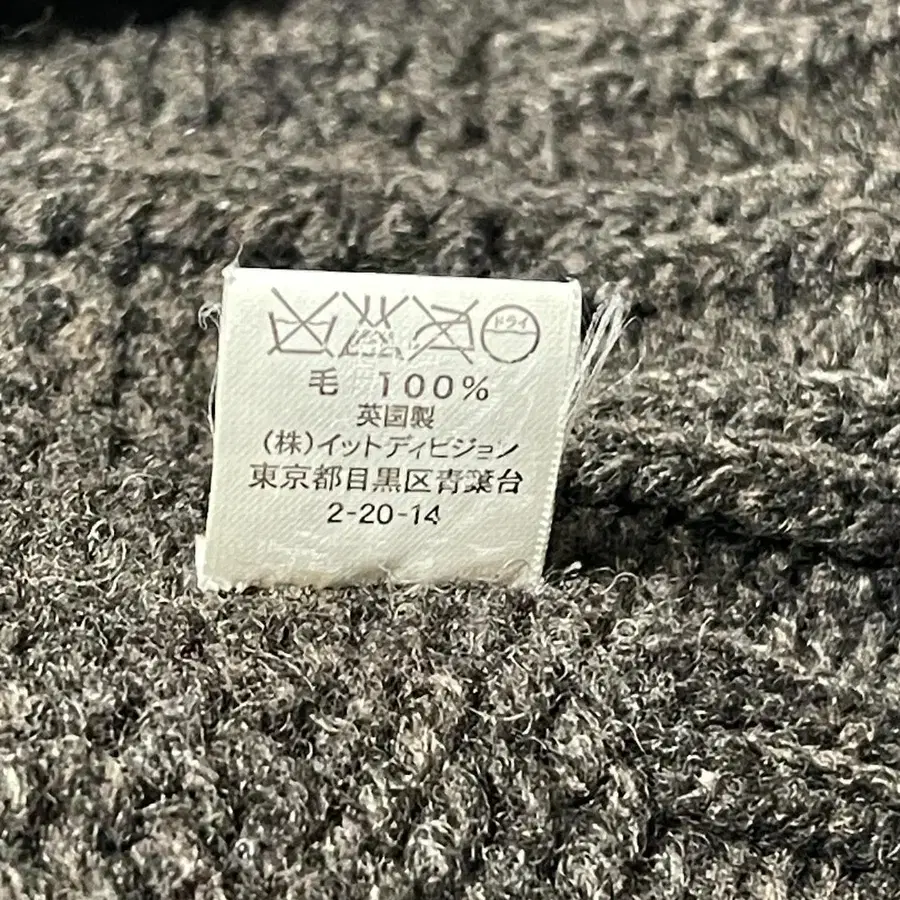 ドライ
毛 100%
英国製
(株)イットディビジョン
東京都目黒区青葉台
2-20-14